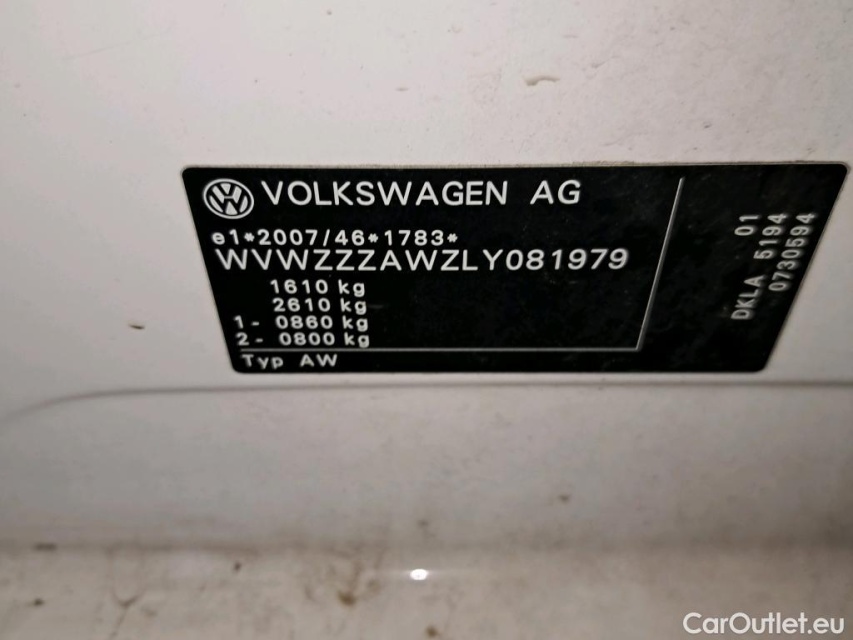 VOLKSWAGEN AG
e1*2007/46*1783*
WVWZZZAWZLY081979
1610 kg
2610 kg
1- 0860 kg
2- 0800 kg
Typ AW
01
DKLA 5194
0730594
CarOutlet.eu